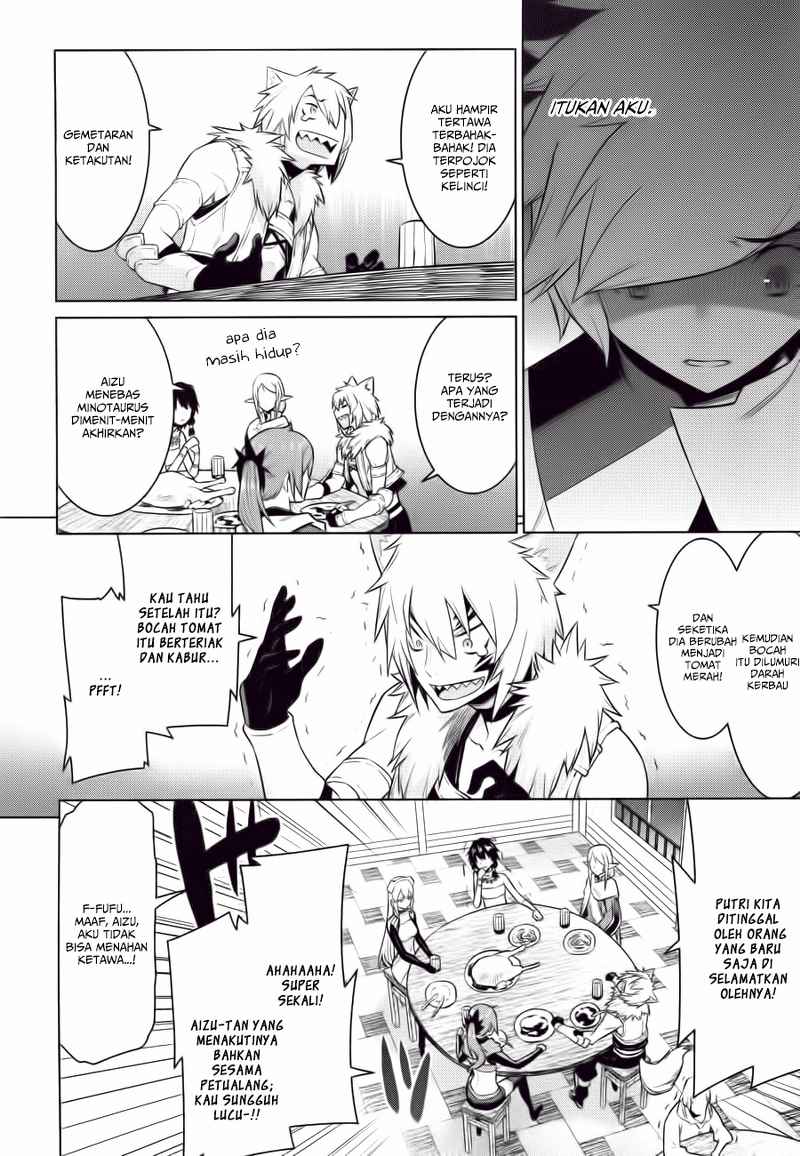 ITUKAN AKU.
AKU HAMPIR
TERTAWA
TERBAHAK-
BAHAK! DIA
TERPOJOK
SEPERTI
KELINCI!
GEMETARAN
DAN
KETAKUTAN!
TERUS?
APA YANG
TERJADI
DENGANNYA?
apa dia
masih hidup?
AIZU
MENEBAS
MINOTAURUS
DIMENIT-MENIT
AKHIRKAN?
KEMUDIAN
BOCAH
ITU DILUMURI
DARAH
KERBAU
DAN
SEKETIKA
DIA BERUBAH
MENJADI
TOMAT
MERAH!
KAU TAHU
SETELAH ITU?
BOCAH TOMAT
ITU BERTERIAK
DAN KABUR...
...
PFFT!
PUTRI KITA
DITINGGAL
OLEH ORANG
YANG BARU
SAJA DI
SELAMATKAN
OLEHNYA!
AHAHAAHA!
SUPER
SEKALI!
AIZU-TAN YANG
MENAKUTINYA
BAHKAN
SESAMA
PETUALANG;
KAU SUNGGUH
LUCU-!!
F-FUFU...
MAAF, AIZU,
AKU TIDAK
BISA MENAHAN
KETAWA...!